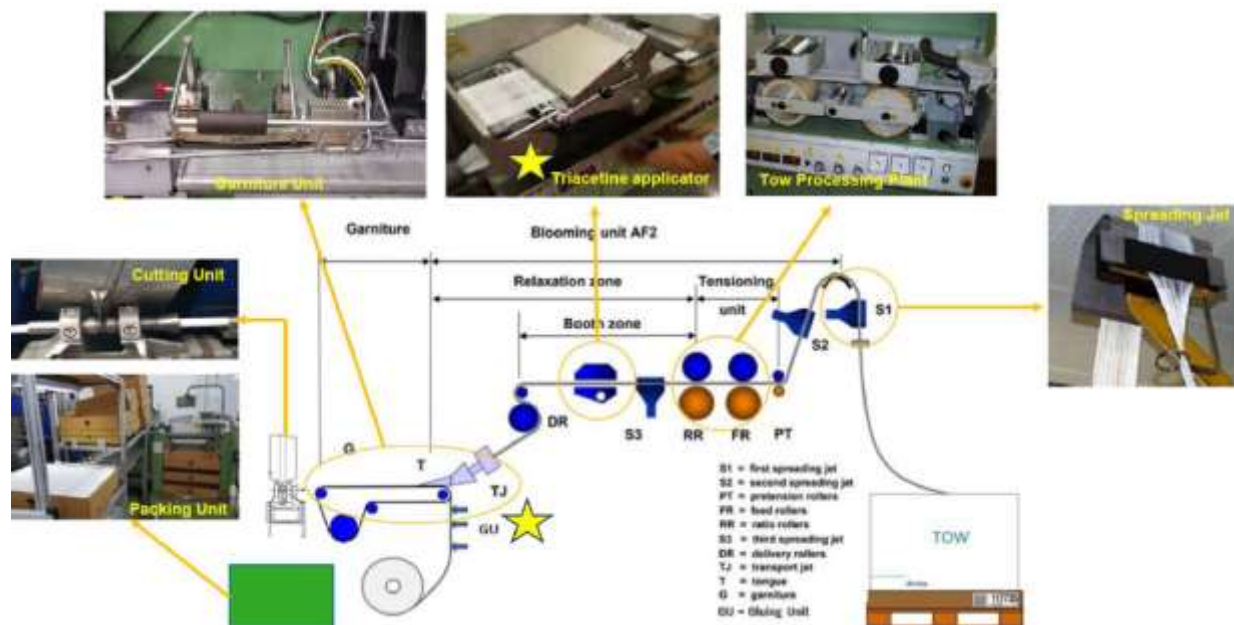 Garniture Unit
Triacetine applicator
Tow Processing Plant
Spreading Jet
Garniture
Blooming unit AF2
Cutting Unit
Relaxation zone
Tensioning
unit
Booth zone
S1
S2
DR
S3
RR
FR
PT
G
T
TJ
GU
Packing Unit
S1 = first spreading jet
S2 = second spreading jet
PT = pretension rollers
FR = feed rollers
RR = ratio rollers
S3 = third spreading jet
DR = delivery rollers
TJ = transport jet
T = tongue
G = garniture
GU = Gluing Unit
TOW